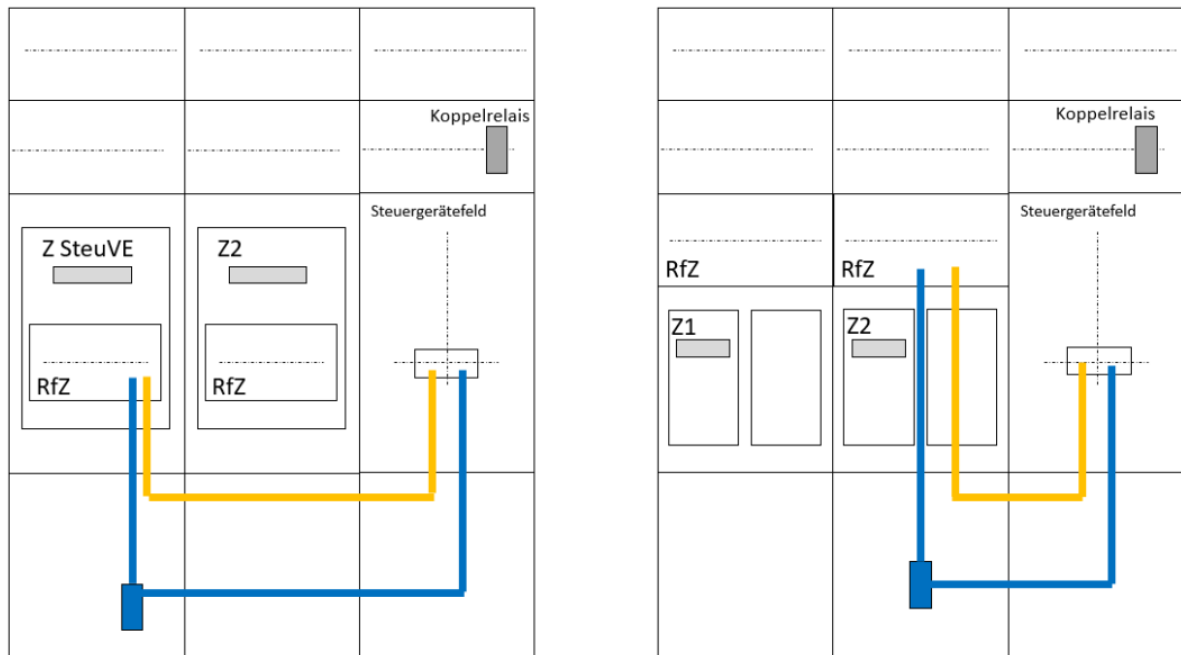 Koppelrelais
Z SteuVE
Z2
Steuergerätefeld
RfZ
RfZ
Koppelrelais
Steuergerätefeld
RfZ
RfZ
Z1
Z2